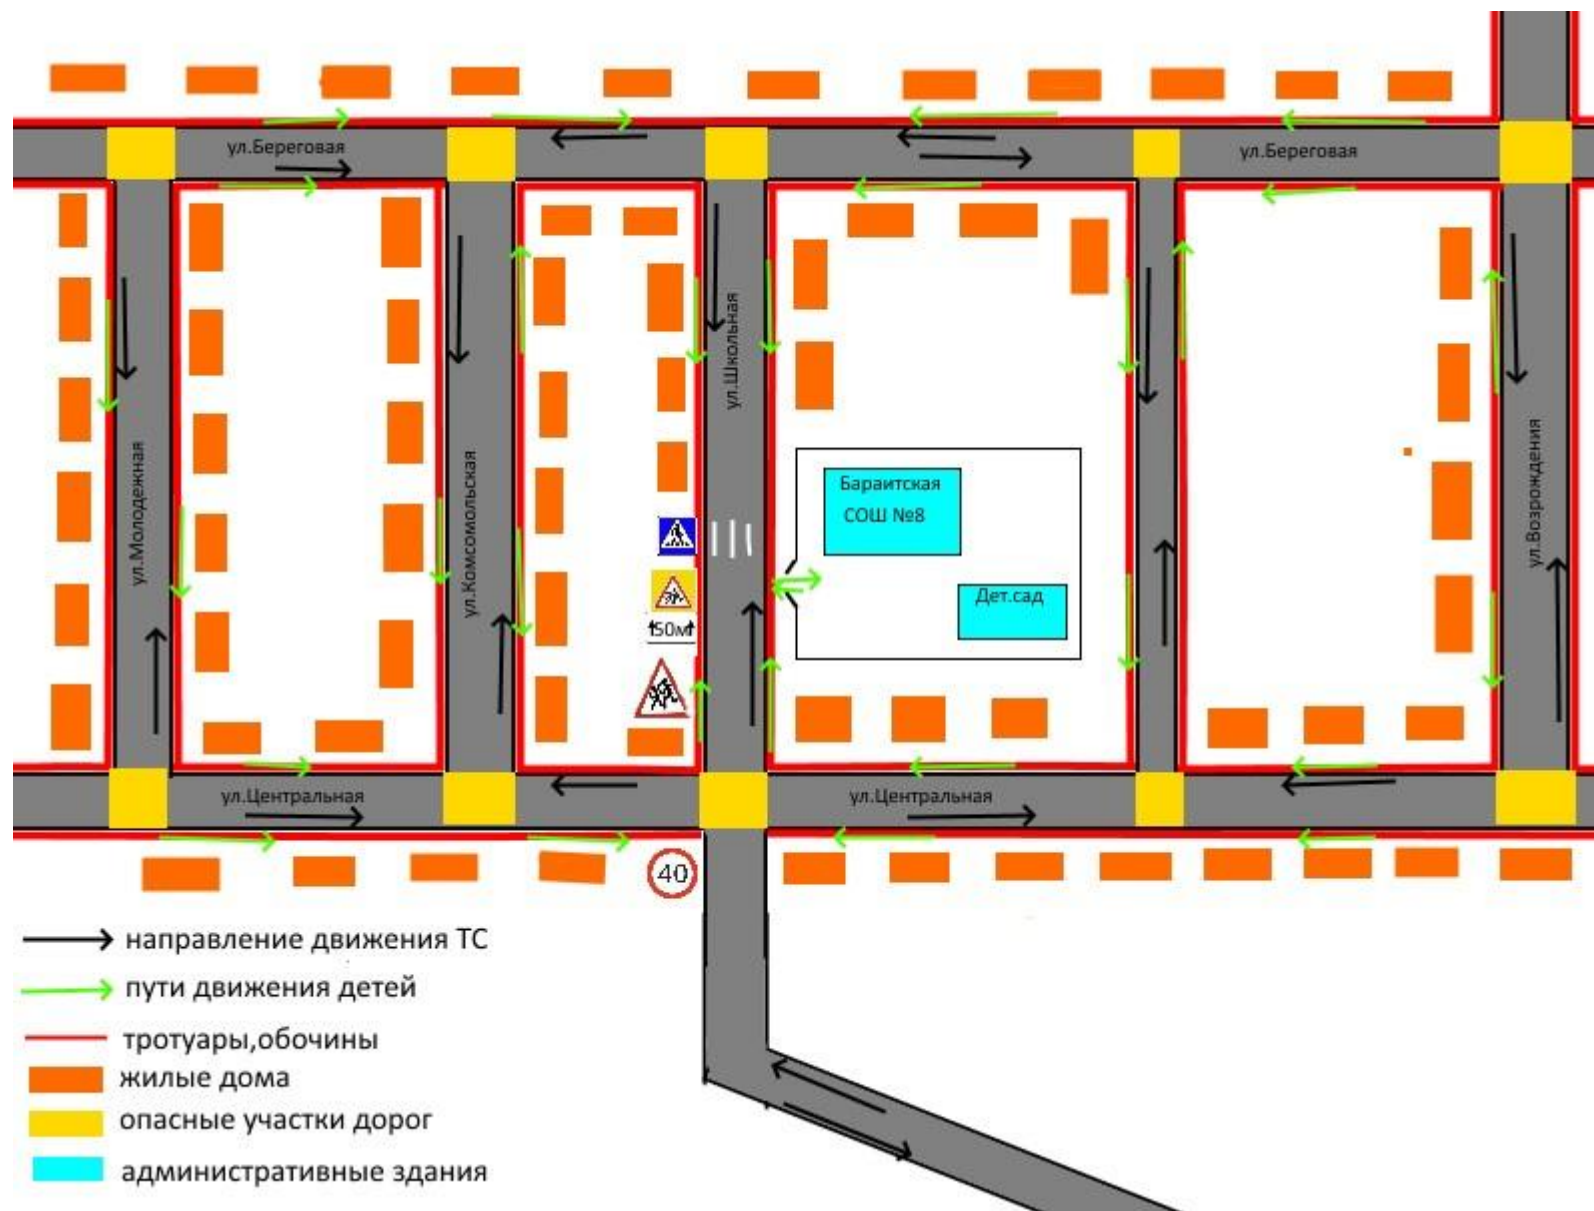 ул.Береговая
ул.Береговая
ул.Молодежная
ул.Комсомольская
ул.Школьная
ул.Возрождения
Бараитская
СОШ №8
Дет.сад
50м
ул.Центральная
ул.Центральная
40
направление движения ТС
пути движения детей
тротуары,обочины
жилые дома
опасные участки дорог
административные здания